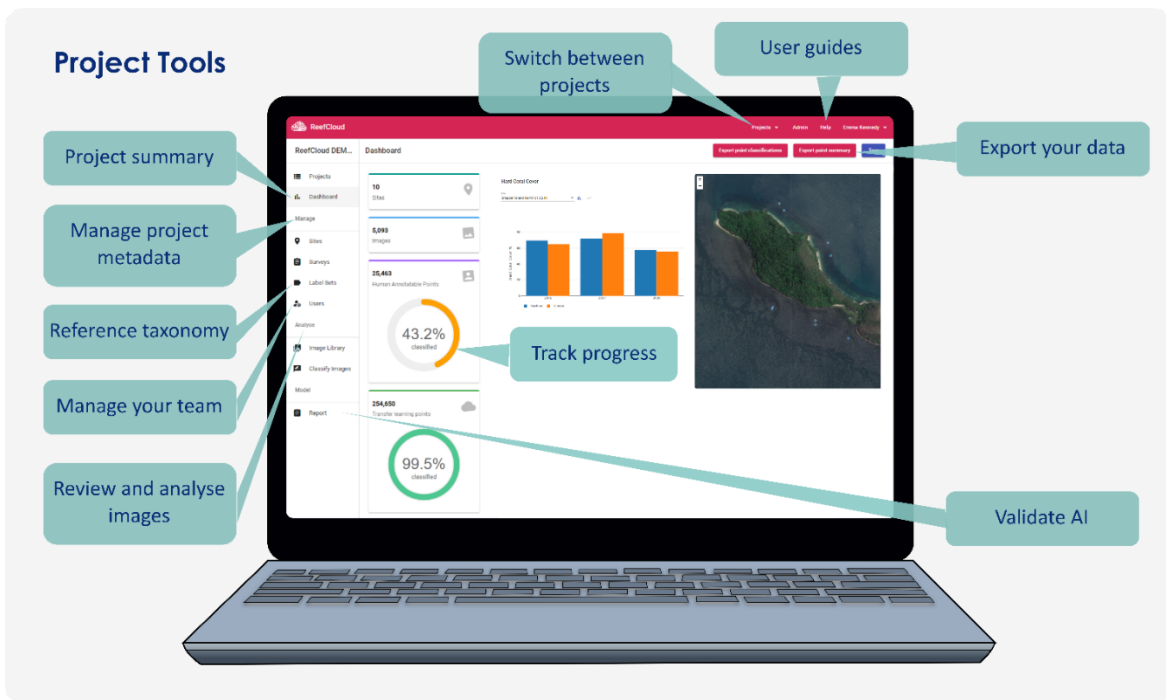 Project Tools
Switch between
projects
User guides
Export your data
Project summary
Manage project
metadata
Reference taxonomy
Manage your team
Review and analyse
images
Track progress
Validate AI
ReefCloud
Projects
Admin
Help
Emma Kennedy
ReefCloud DEM...
Dashboard
Export point classifications
Export point summary
Projects
Dashboard
Manage
Sites
Surveys
Label Sets
Users
Analyse
Image Library
Classify Images
Model
Report
10
Sites
5,093
Images
25,463
Human Annotatable Points
43.2%
classified
254,650
Transfer learning points
99.5%
classified
Hard Coral Cover